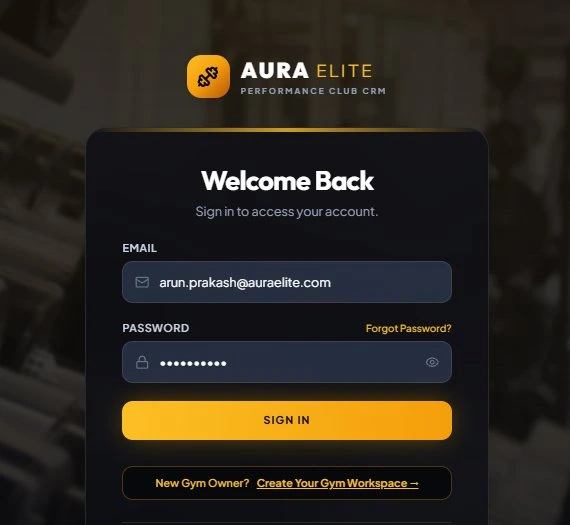 AURA ELITE
PERFORMANCE CLUB CRM
Welcome Back
Sign in to access your account.
EMAIL
arun.prakash@auraelite.com
PASSWORD Forgot Password?
••••••••••
SIGN IN
New Gym Owner? Create Your Gym Workspace →